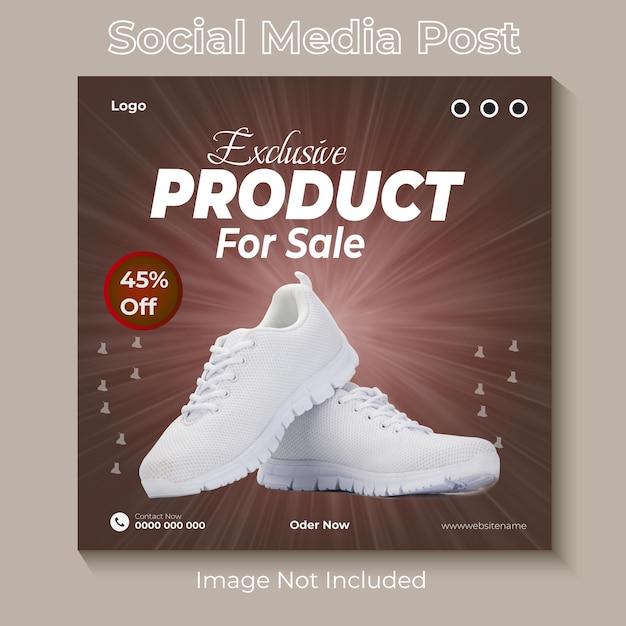 Social Media Post
Logo
Exclusive
PRODUCT
For Sale
45%
Off
Contact Now
0000 000 000
Oder Now
www,websitename
Image Not Included